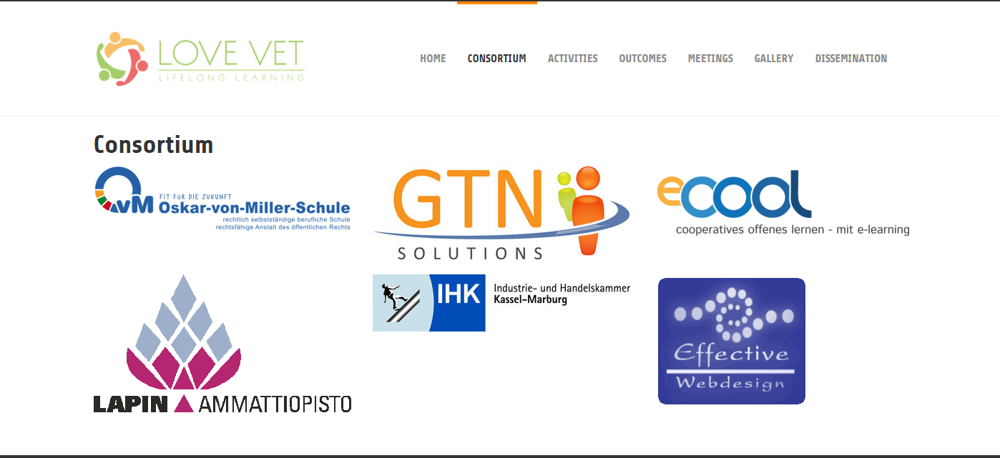 LOVE VET
LIFELONG LEARNING
HOME CONSORTIUM ACTIVITIES OUTCOMES MEETINGS GALLERY DISSEMINATION
Consortium
OvM
FIT FÜR DIE ZUKUNFT
Oskar-von-Miller-Schule
rechtlich selbstständige berufliche Schule
rechtsfähige Anstalt des öffentlichen Rechts
GTN
SOLUTIONS
ecool
cooperatives offenes lernen - mit e-learning
LAPIN AMMATTIOPISTO
IHK
Industrie- und Handelskammer
Kassel-Marburg
Effective
Webdesign